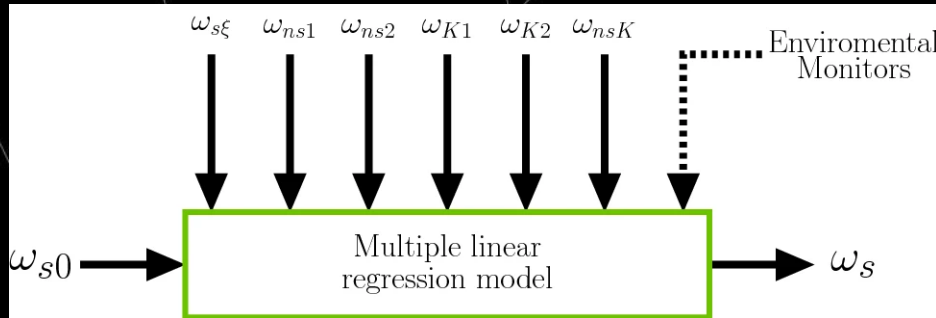 ω_{sξ} ω_{ns1} ω_{ns2} ω_{K1} ω_{K2} ω_{nsK}
Enviromental
Monitors
ω_{s0}
Multiple linear
regression model
ω_s